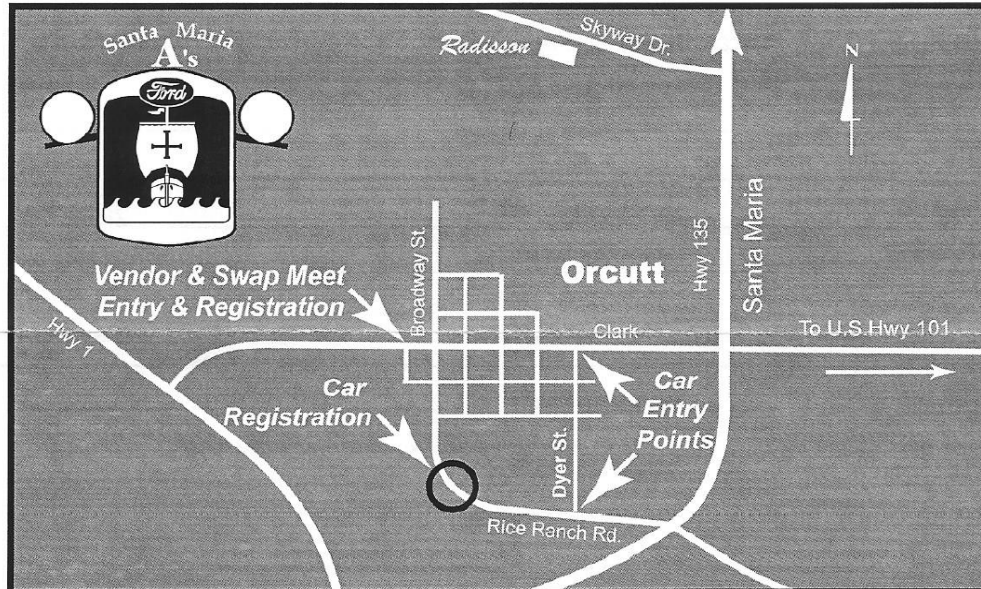 Santa Maria
A's
Ford
Radisson
Skyway Dr.
N
Vendor & Swap Meet
Entry & Registration
Broadway St.
Orcutt
Hwy 135
Santa Maria
Hwy 1
Clark
To U.S.Hwy 101
Car
Registration
Car
Entry
Points
Dyer St.
Rice Ranch Rd.